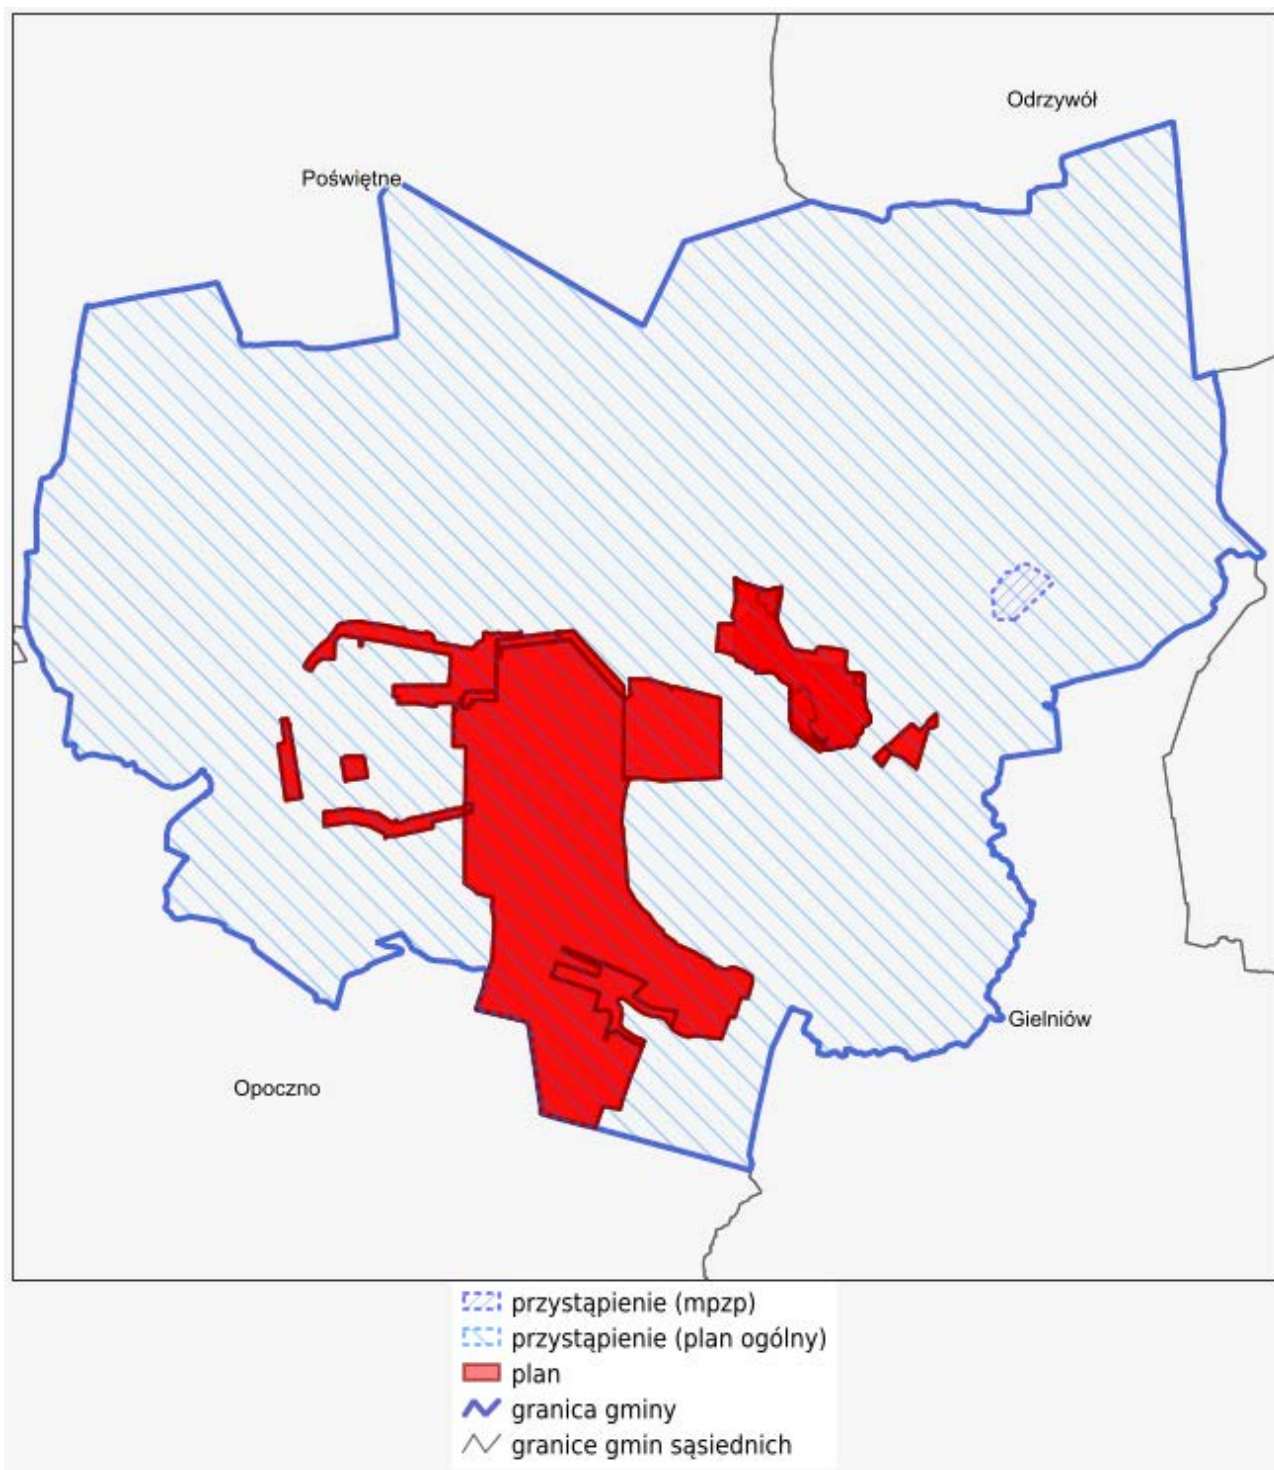 Odrzywół
Poświętne
Gielniów
Opoczno
przystąpienie (mpzp)
przystąpienie (plan ogólny)
plan
granica gminy
granice gmin sąsiednich